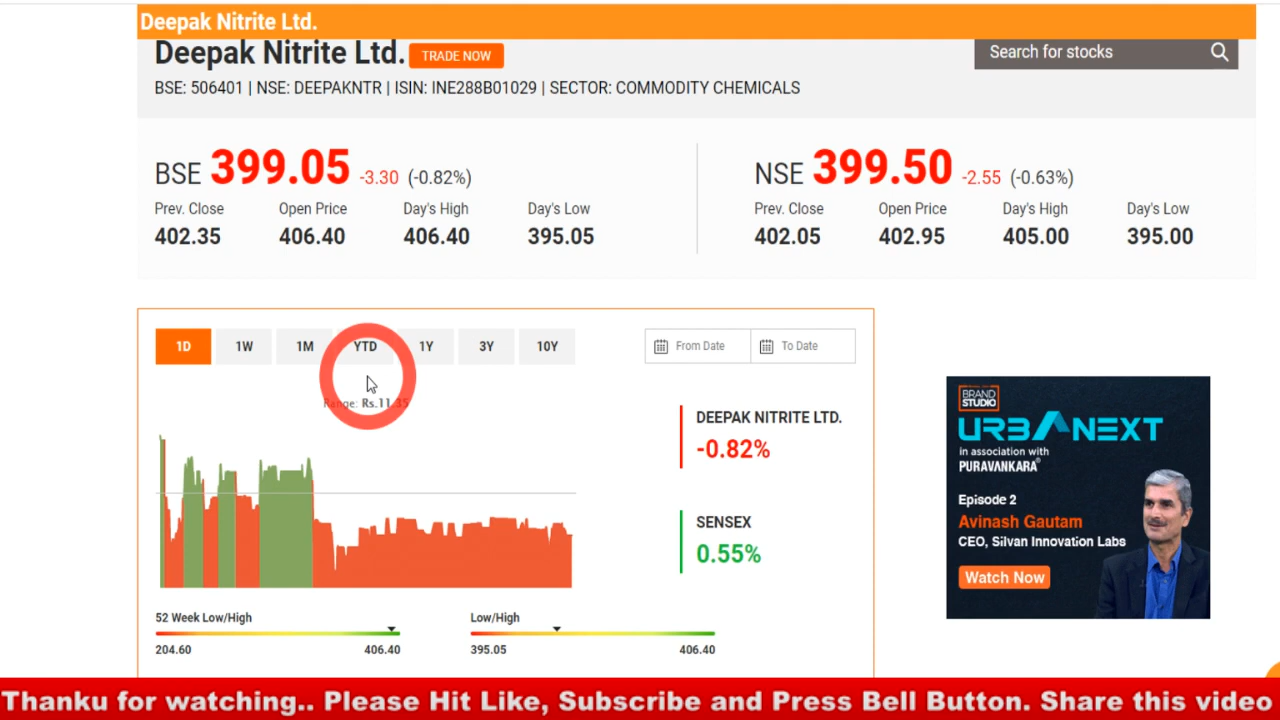 Deepak Nitrite Ltd.
Deepak Nitrite Ltd. TRADE NOW
Search for stocks
BSE: 506401 | NSE: DEEPAKNTR | ISIN: INE288B01029 | SECTOR: COMMODITY CHEMICALS
BSE 399.05 -3.30 (-0.82%)
Prev. Close Open Price Day's High Day's Low
402.35 406.40 406.40 395.05
NSE 399.50 -2.55 (-0.63%)
Prev. Close Open Price Day's High Day's Low
402.05 402.95 405.00 395.00
1D 1W 1M YTD 1Y 3Y 10Y
From Date To Date
Range: Rs.11.35
DEEPAK NITRITE LTD.
-0.82%
SENSEX
0.55%
52 Week Low/High
204.60 406.40
Low/High
395.05 406.40
BRAND
STUDIO
URBANEXT
in association with
PURAVANKARA
Episode 2
Avinash Gautam
CEO, Silvan Innovation Labs
Watch Now
Thanku for watching.. Please Hit Like, Subscribe and Press Bell Button. Share this video